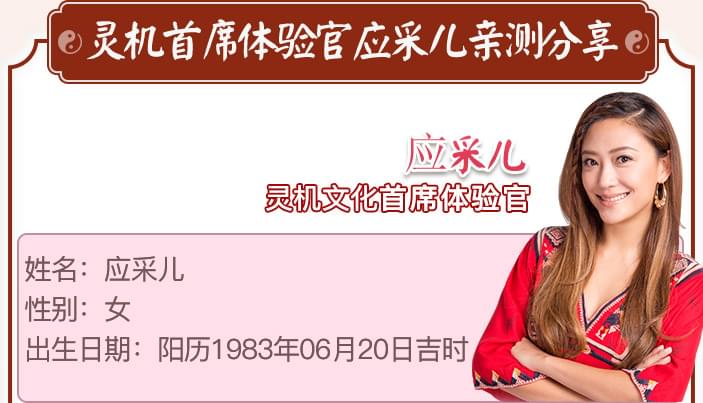 灵机首席体验官应采儿亲测分享
应采儿
灵机文化首席体验官
姓名：应采儿
性别：女
出生日期：阳历1983年06月20日吉时